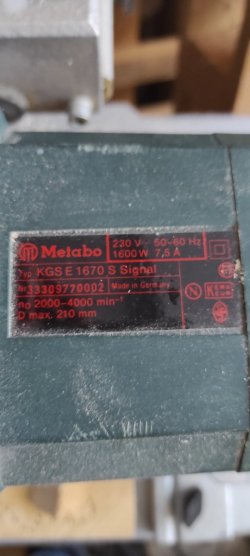 Metabo
230 V~ 50-60 Hz
1600 W 7,5 A
Typ KGS E 1670 S Signal
Nr. 33309770002 Made in Germany
no 2000-4000 min⁻¹
D max. 210 mm
N